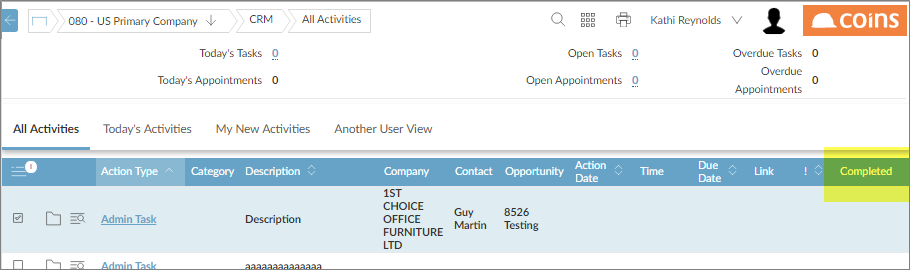 080 - US Primary Company CRM All Activities Kathi Reynolds coins
Today's Tasks 0 Open Tasks 0 Overdue Tasks 0
Today's Appointments 0 Open Appointments 0 Overdue Appointments 0
All Activities Today's Activities My New Activities Another User View
1 Action Type Category Description Company Contact Opportunity Action Date Time Due Date Link ! Completed
Admin Task Description 1ST CHOICE OFFICE FURNITURE LTD Guy Martin 8526 Testing
Admin Task aaaaaaaaaaaaaa